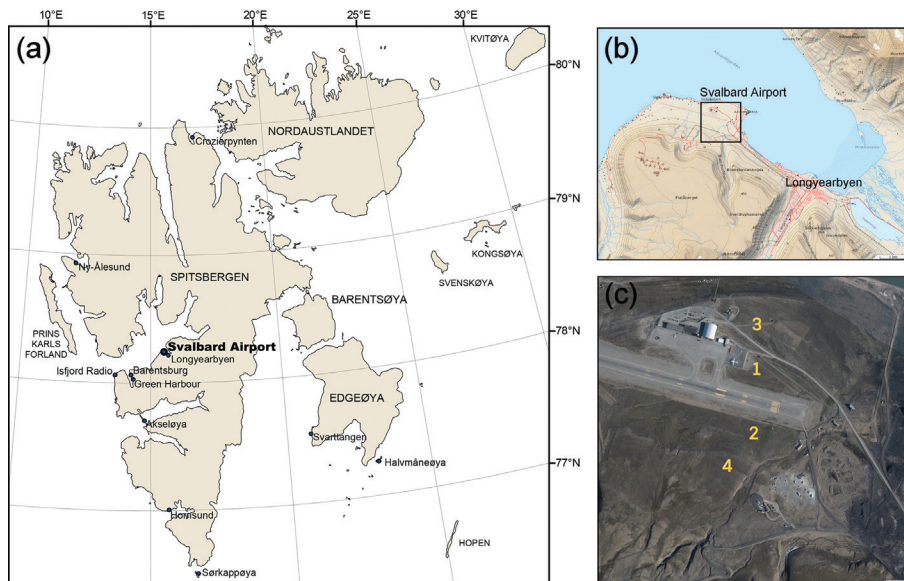 10°E
15°E
20°E
25°E
30°E
(a)
KVITØYA
80°N
NORDAUSTLANDET
Crozierpynten
79°N
Ny-Ålesund
SPITSBERGEN
KONGSØYA
SVENSKØYA
BARENTSØYA
PRINS
KARLS
FORLAND
78°N
Svalbard Airport
Longyearbyen
Isfjord Radio
Barentsburg
Green Harbour
EDGEØYA
Akseløya
Svarttangen
Halvmåneøya
77°N
Hornsund
HOPEN
Sørkappøya
(b)
Svalbard Airport
Longyearbyen
(c)
3
1
2
4